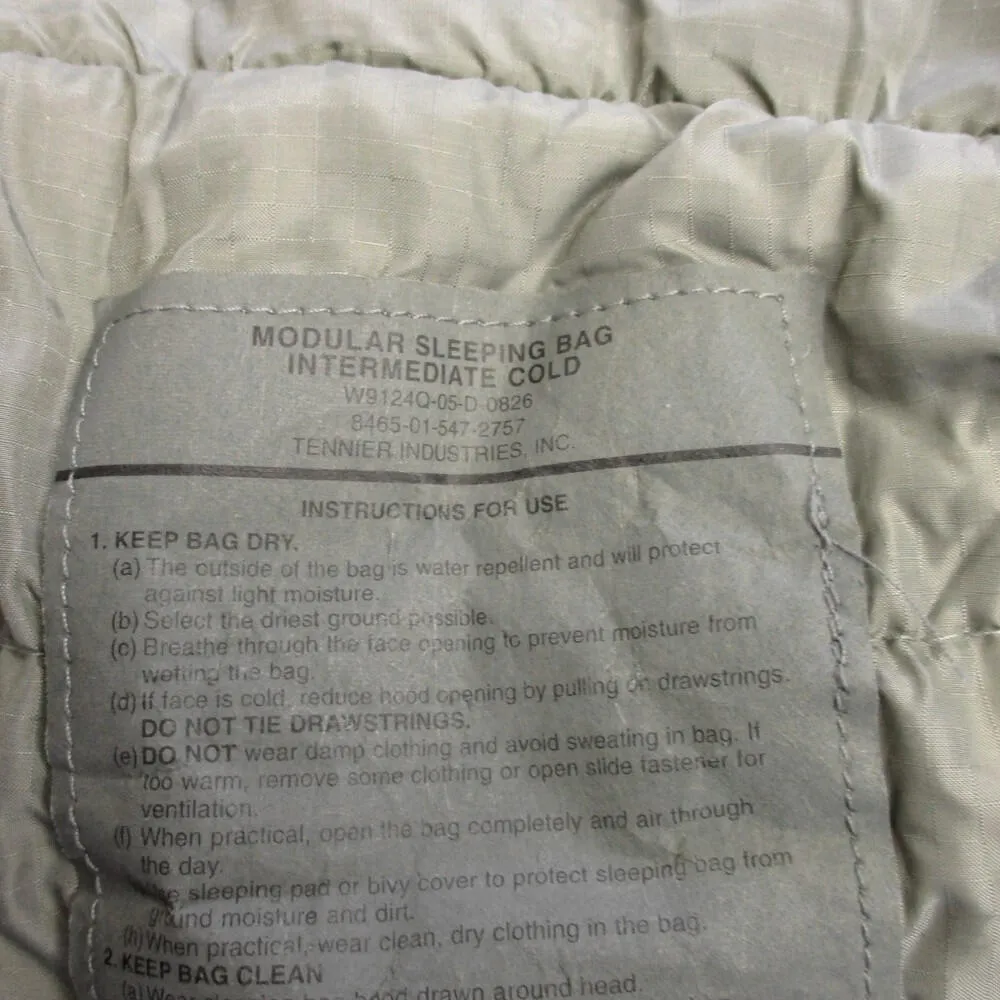 MODULAR SLEEPING BAG
INTERMEDIATE COLD
W9124Q-05-D-0826
8465-01-547-2757
TENNIER INDUSTRIES, INC.
INSTRUCTIONS FOR USE
1. KEEP BAG DRY.
(a) The outside of the bag is water repellent and will protect
against light moisture.
(b) Select the driest ground possible.
(c) Breathe through the face opening to prevent moisture from
wetting the bag.
(d) If face is cold, reduce hood opening by pulling on drawstrings.
DO NOT TIE DRAWSTRINGS.
(e) DO NOT wear damp clothing and avoid sweating in bag. If
too warm, remove some clothing or open slide fastener for
ventilation.
(f) When practical, open the bag completely and air through
the day.
sleeping pad or bivy cover to protect sleeping bag from
ground moisture and dirt.
(h) When practical, wear clean, dry clothing in the bag.
2. KEEP BAG CLEAN
(a) Wear sleeping bag hood drawn around head.